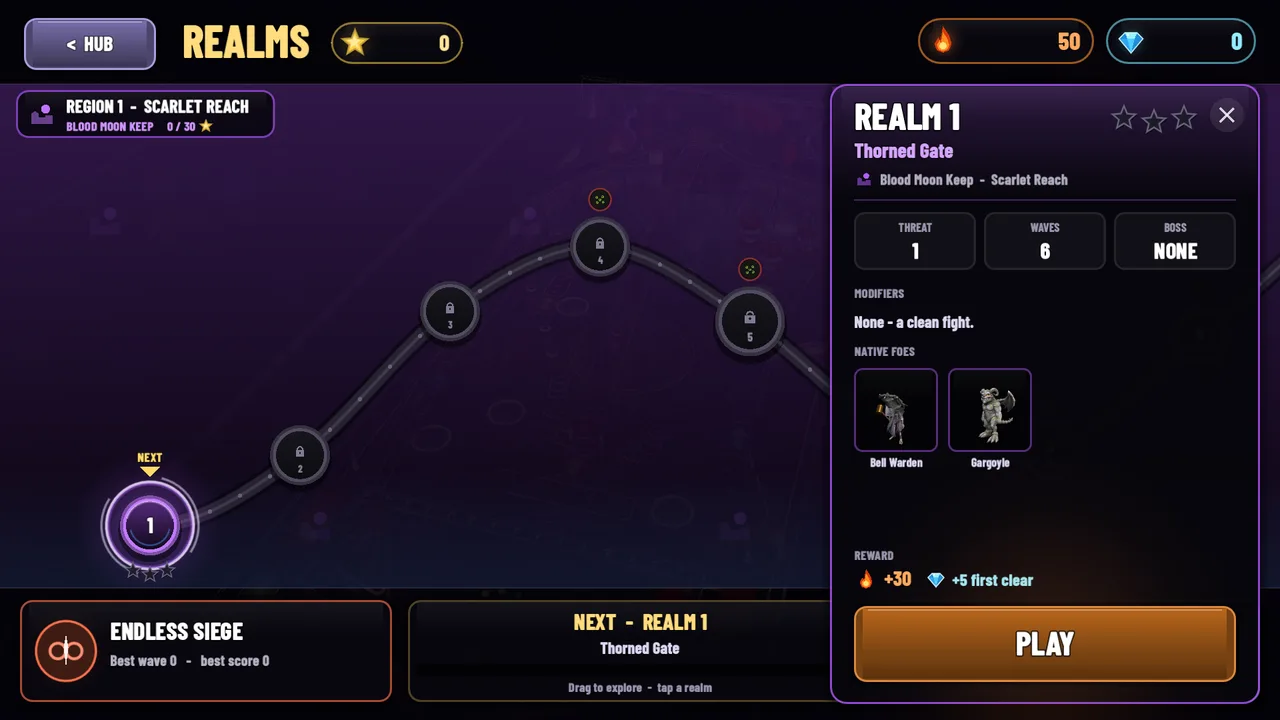 < HUB
REALMS
0
50
0
REGION 1 - SCARLET REACH
BLOOD MOON KEEP 0 / 30
4
3
5
2
NEXT
1
REALM 1
Thorned Gate
Blood Moon Keep - Scarlet Reach
THREAT
1
WAVES
6
BOSS
NONE
MODIFIERS
None - a clean fight.
NATIVE FOES
Bell Warden
Gargoyle
REWARD
+30
+5 first clear
PLAY
ENDLESS SIEGE
Best wave 0 - best score 0
NEXT - REALM 1
Thorned Gate
Drag to explore - tap a realm